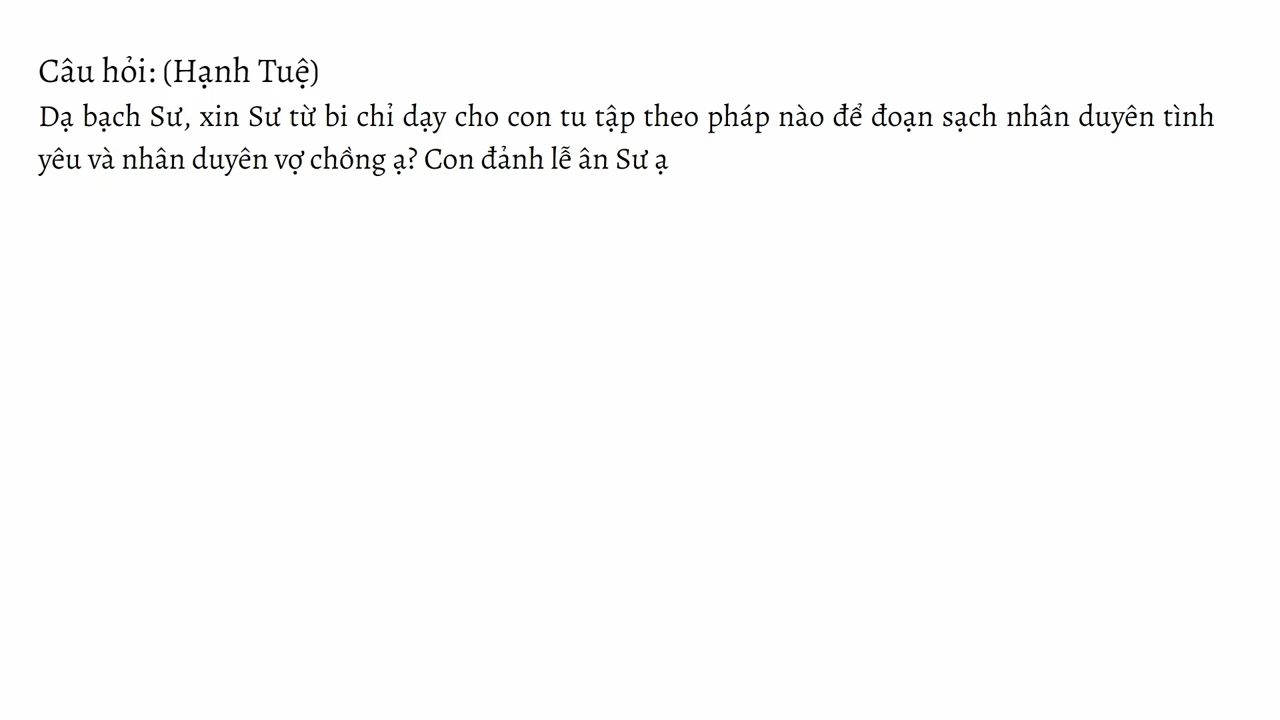 Câu hỏi: (Hạnh Tuệ)
Dạ bạch Sư, xin Sư từ bi chỉ dạy cho con tu tập theo pháp nào để đoạn sạch nhân duyên tình
yêu và nhân duyên vợ chồng ạ? Con đảnh lễ ân Sư ạ